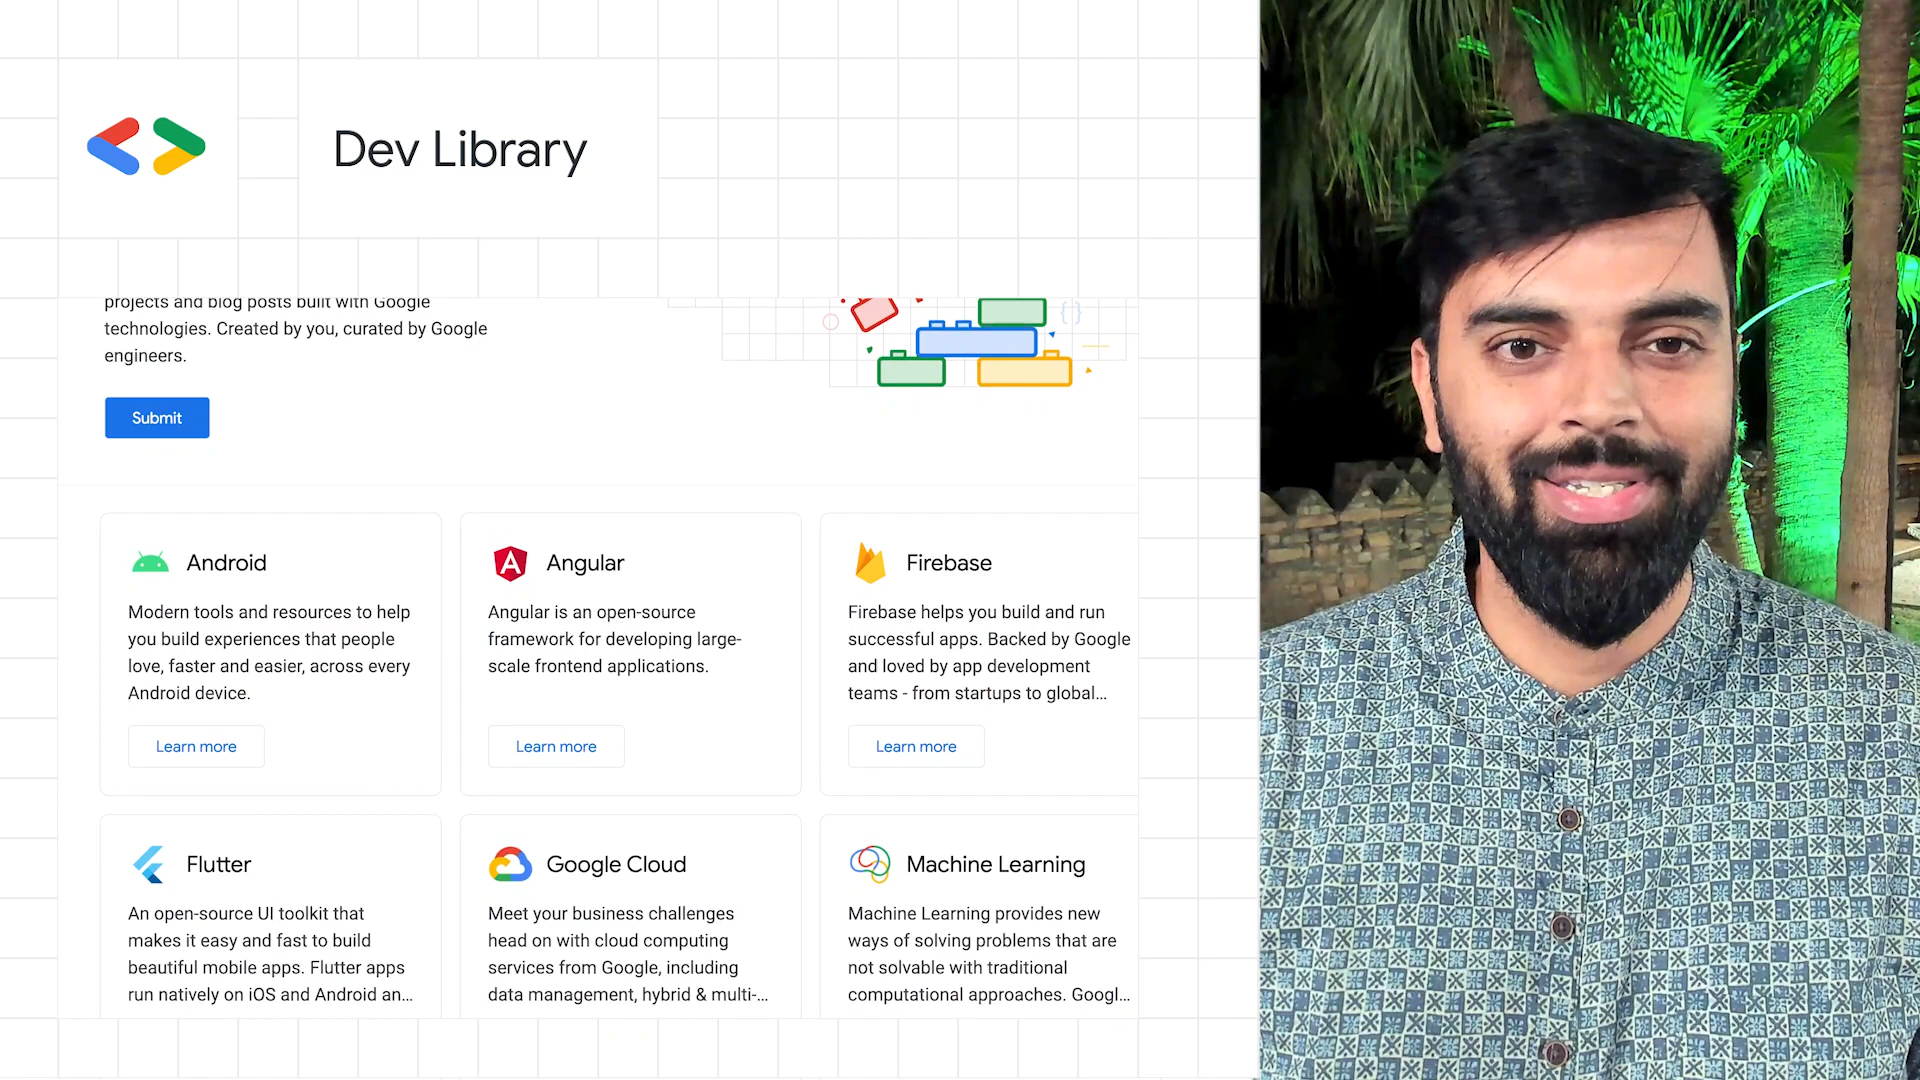 Dev Library
projects and blog posts built with Google
technologies. Created by you, curated by Google
engineers.
Submit
Android
Modern tools and resources to help
you build experiences that people
love, faster and easier, across every
Android device.
Learn more
Angular
Angular is an open-source
framework for developing large-
scale frontend applications.
Learn more
Firebase
Firebase helps you build and run
successful apps. Backed by Google
and loved by app development
teams - from startups to global...
Learn more
Flutter
An open-source UI toolkit that
makes it easy and fast to build
beautiful mobile apps. Flutter apps
run natively on iOS and Android an...
Google Cloud
Meet your business challenges
head on with cloud computing
services from Google, including
data management, hybrid & multi-...
Machine Learning
Machine Learning provides new
ways of solving problems that are
not solvable with traditional
computational approaches. Googl...